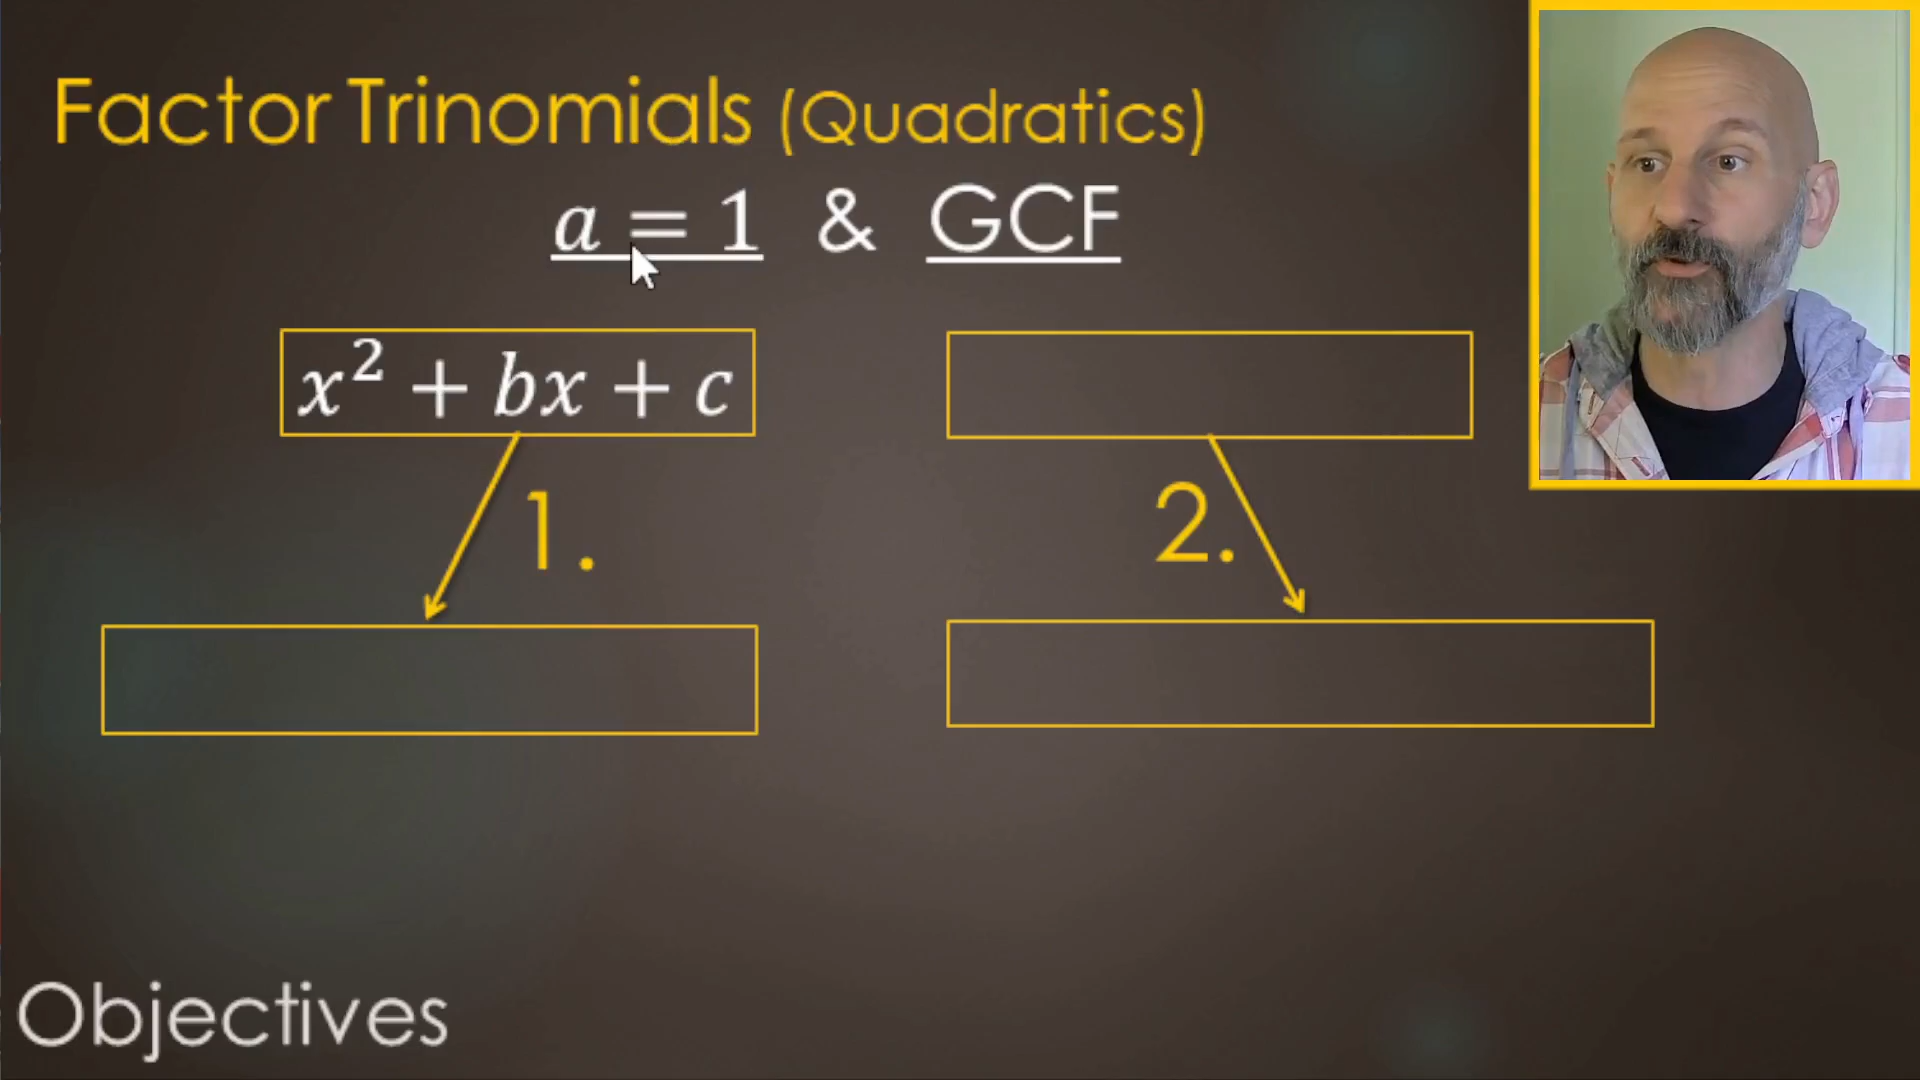 Factor Trinomials (Quadratics)
a = 1 & GCF
x² + bx + c
1.
2.
Objectives